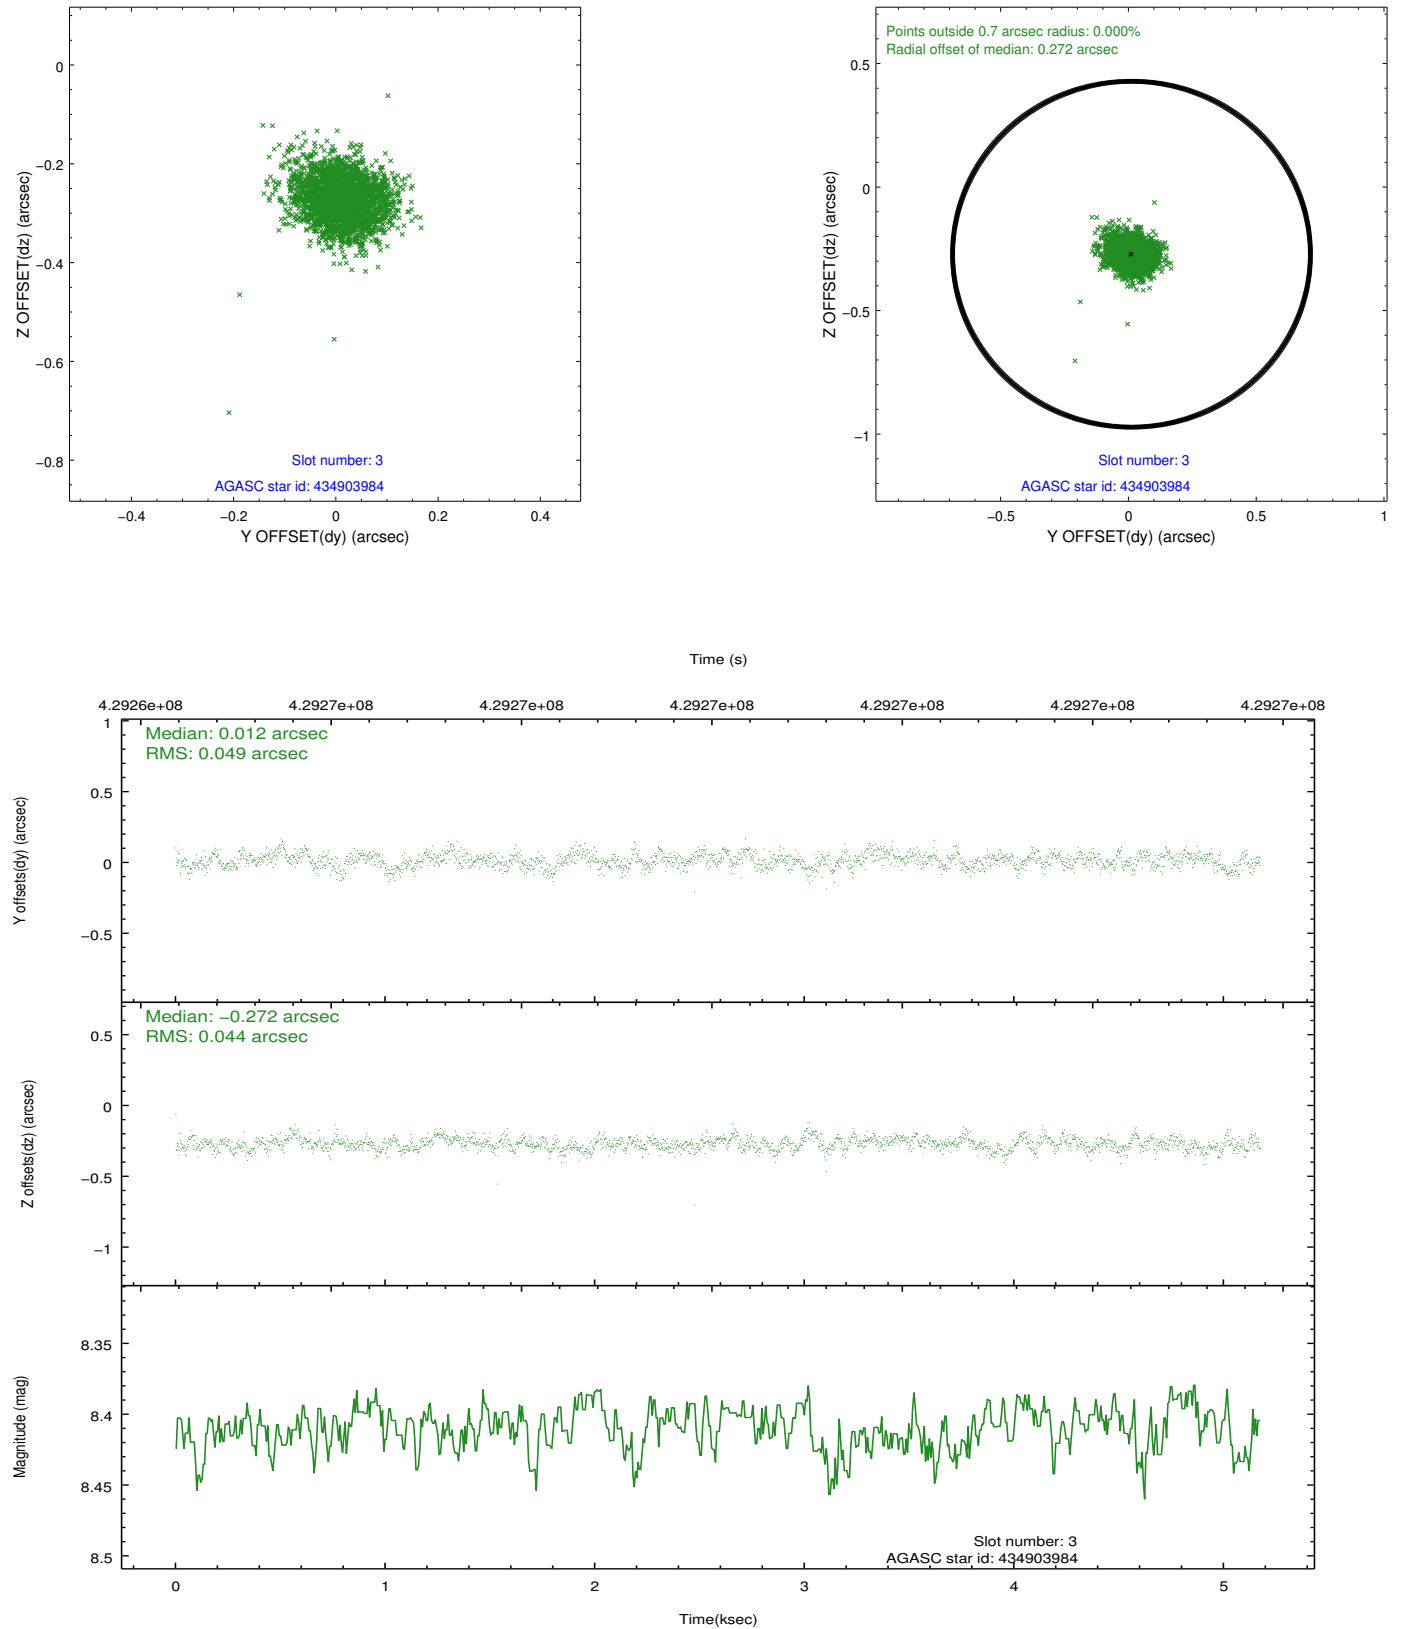 0
−0.2
−0.4
−0.6
−0.8
Z OFFSET(dz) (arcsec)
Slot number: 3
AGASC star id: 434903984
−0.4
−0.2
0
0.2
0.4
Y OFFSET(dy) (arcsec)
Points outside 0.7 arcsec radius: 0.000%
Radial offset of median: 0.272 arcsec
0.5
0
−0.5
−1
Z OFFSET(dz) (arcsec)
Slot number: 3
AGASC star id: 434903984
−0.5
0
0.5
1
Y OFFSET(dy) (arcsec)
Time (s)
4.2926e+08
4.2927e+08
4.2927e+08
4.2927e+08
4.2927e+08
4.2927e+08
4.2927e+08
Median: 0.012 arcsec
RMS: 0.049 arcsec
1
0.5
0
−0.5
Y offsets(dy) (arcsec)
Median: −0.272 arcsec
RMS: 0.044 arcsec
0.5
0
−0.5
−1
Z offsets(dz) (arcsec)
8.35
8.4
8.45
8.5
Magnitude (mag)
Slot number: 3
AGASC star id: 434903984
0
1
2
3
4
5
Time(ksec)